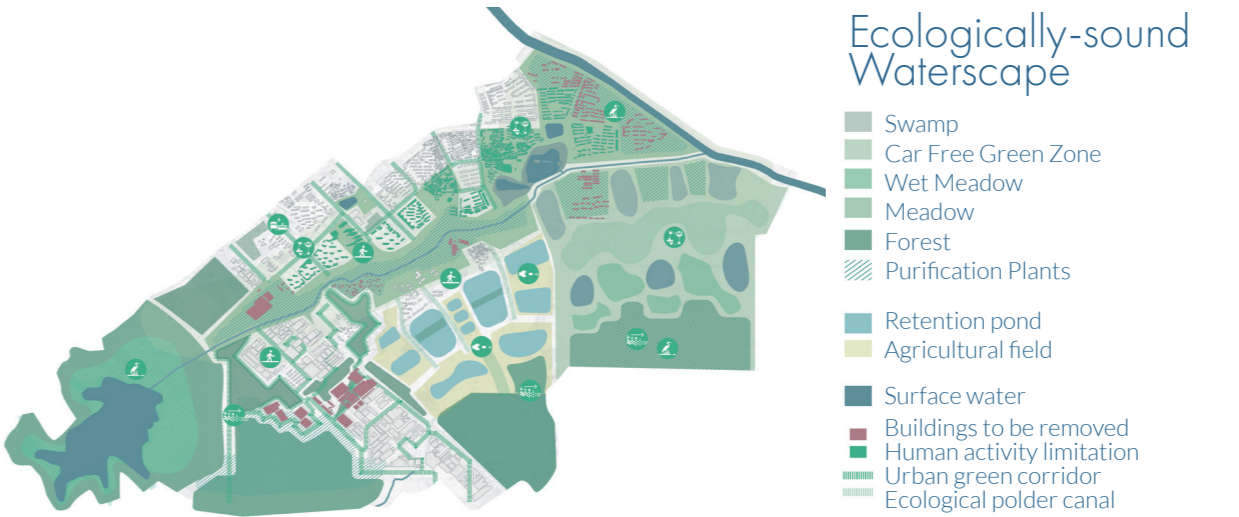 Ecologically-sound
Waterscape
Swamp
Car Free Green Zone
Wet Meadow
Meadow
Forest
Purification Plants
Retention pond
Agricultural field
Surface water
Buildings to be removed
Human activity limitation
Urban green corridor
Ecological polder canal